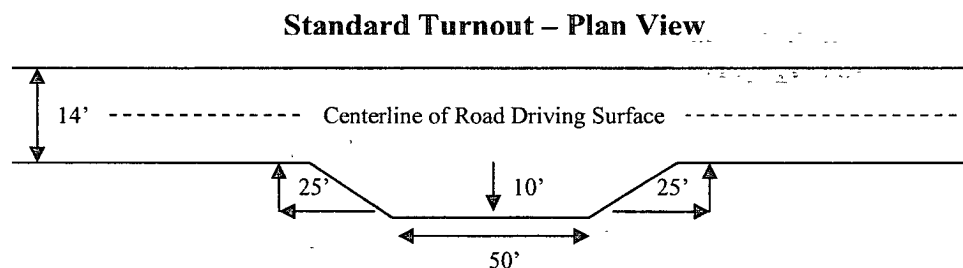 Standard Turnout – Plan View
14’
Centerline of Road Driving Surface
25’
10’
25’
50’